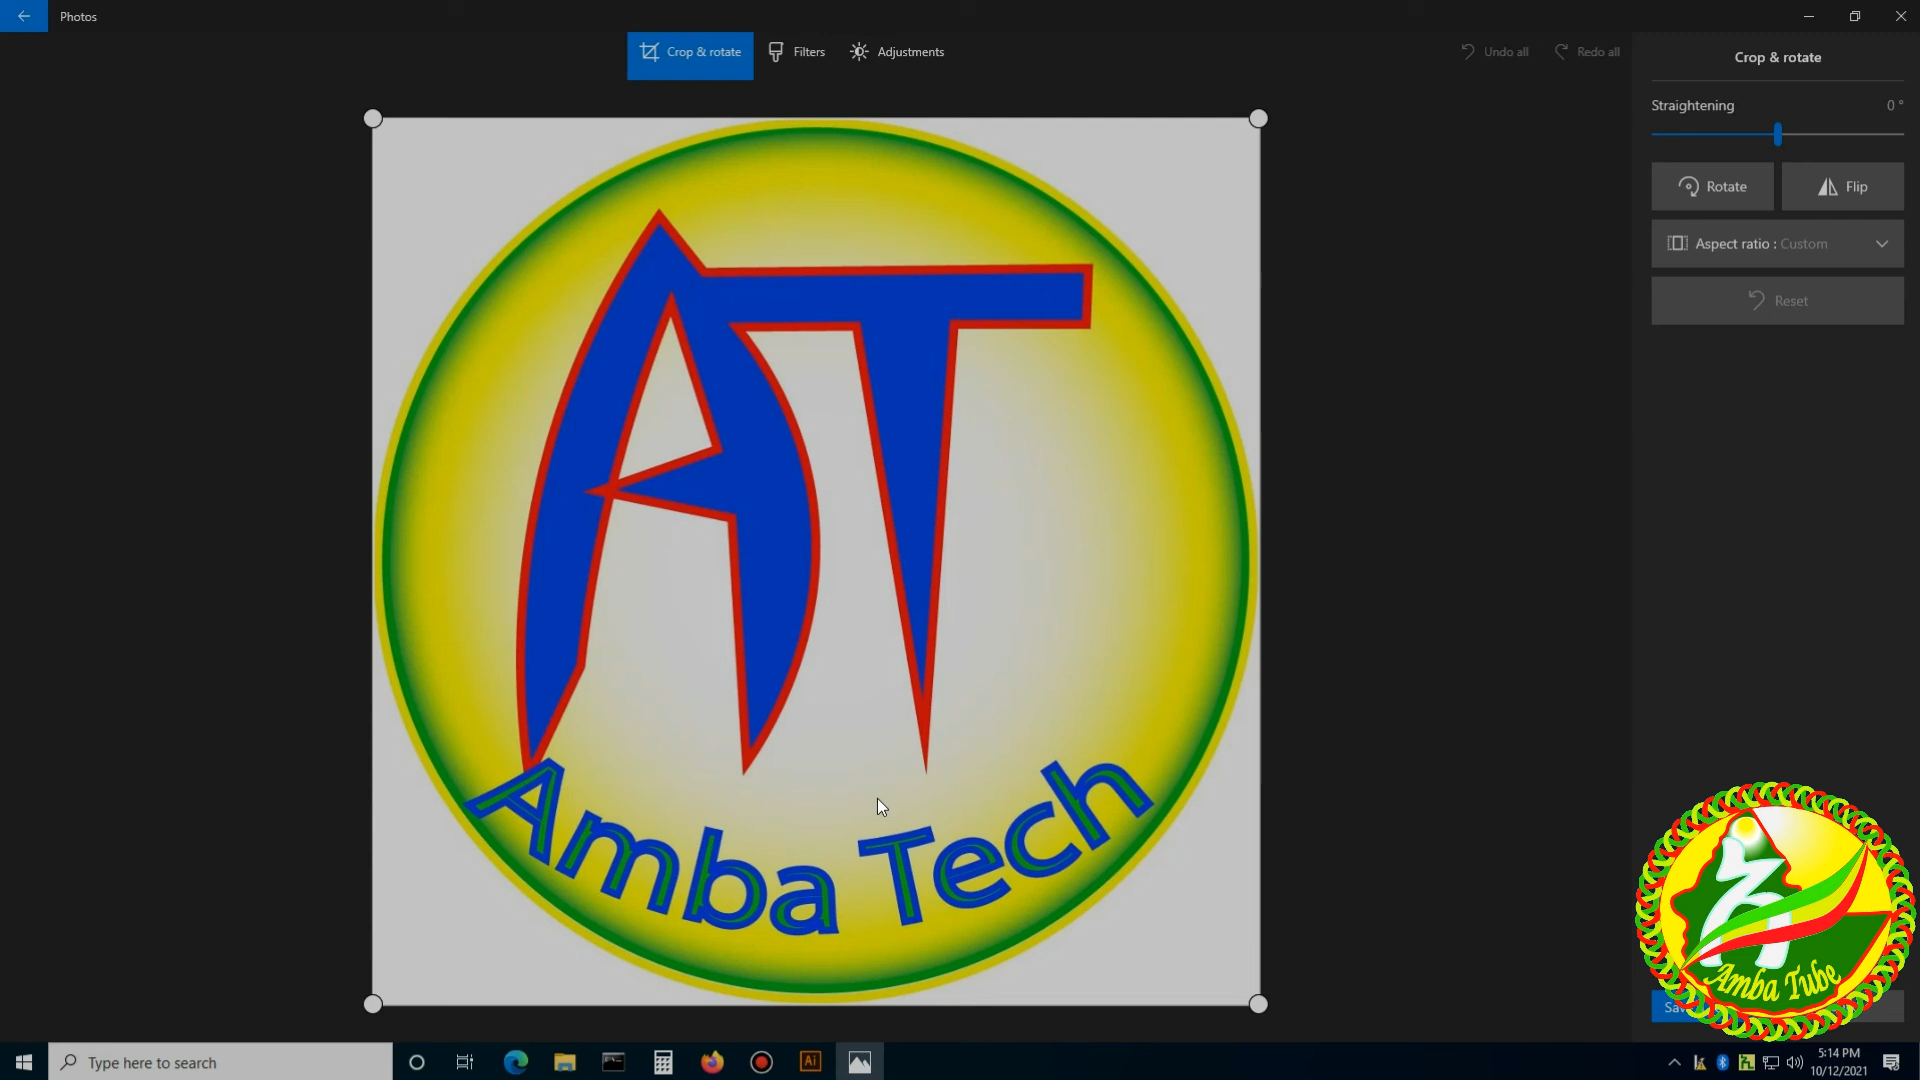 Photos
Crop & rotate
Filters
Adjustments
Undo all
Redo all
Crop & rotate
Straightening
0 °
Rotate
Flip
Aspect ratio : Custom
Reset
AT
Amba Tech
አ
Amba Tube
Type here to search
Ai
5:14 PM
10/12/2021